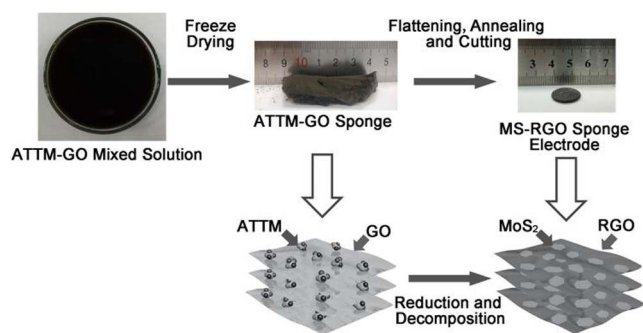 Freeze
Drying
Flattening, Annealing
and Cutting
8 9 10 1 2 3 4 5
3 4 5 6 7
ATTM-GO Mixed Solution
ATTM-GO Sponge
MS-RGO Sponge
Electrode
ATTM
GO
MoS₂
RGO
Reduction and
Decomposition